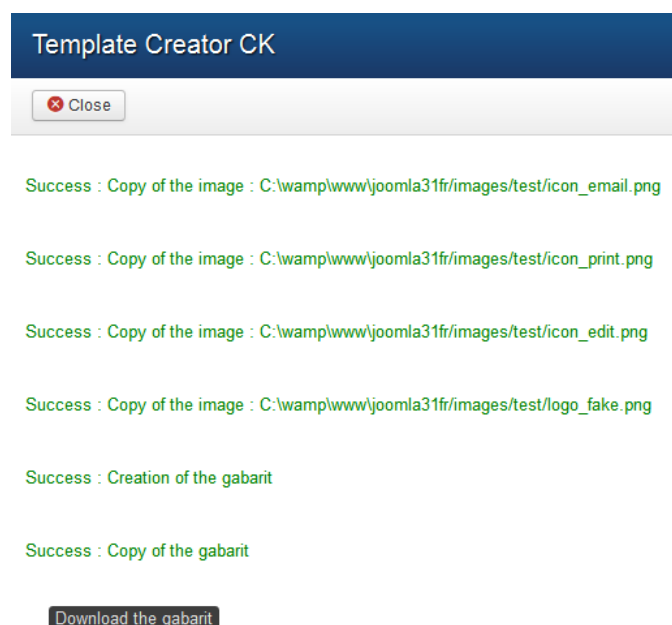 Template Creator CK
Close
Success : Copy of the image : C:\wamp\www\joomla31fr/images/test/icon_email.png
Success : Copy of the image : C:\wamp\www\joomla31fr/images/test/icon_print.png
Success : Copy of the image : C:\wamp\www\joomla31fr/images/test/icon_edit.png
Success : Copy of the image : C:\wamp\www\joomla31fr/images/test/logo_fake.png
Success : Creation of the gabarit
Success : Copy of the gabarit
Download the gabarit